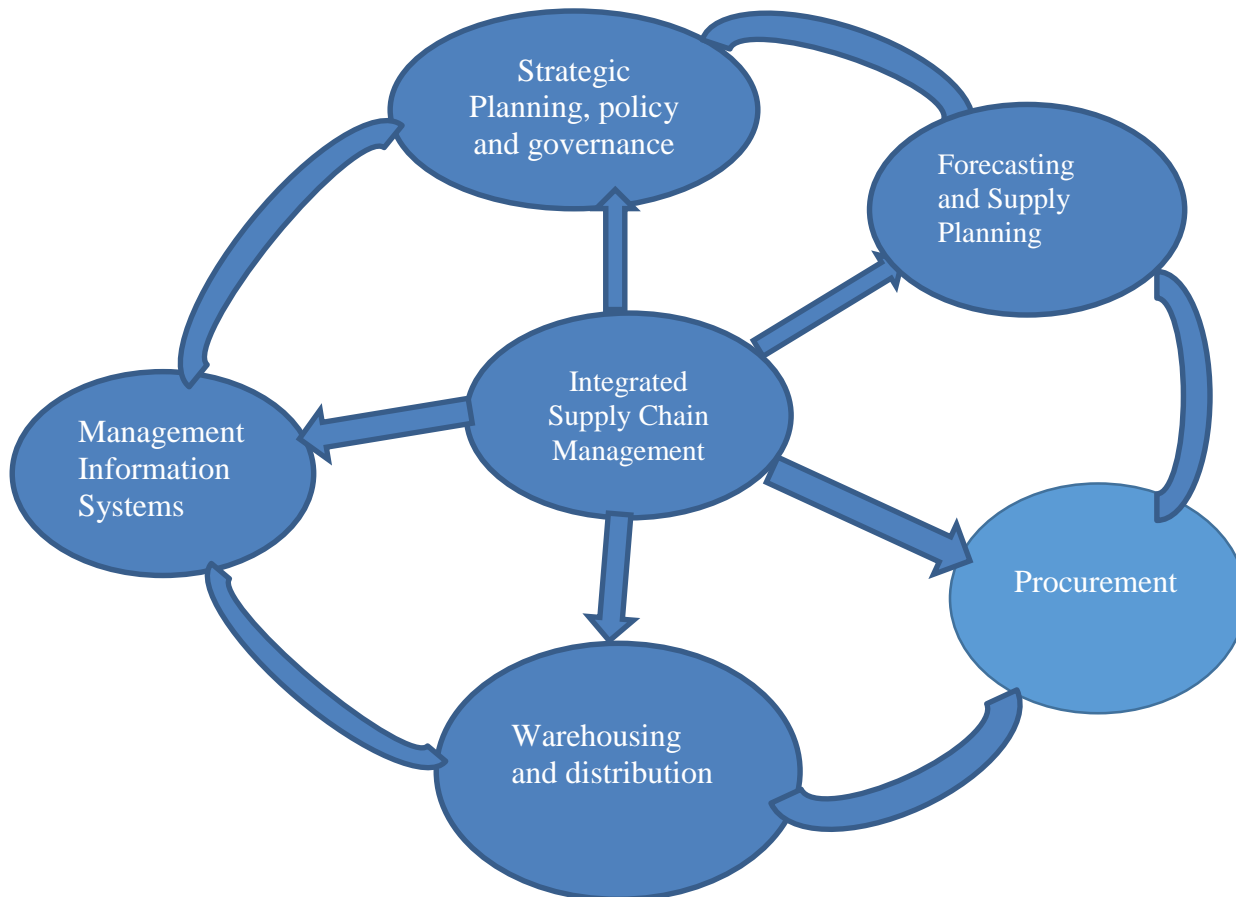 Strategic
Planning, policy
and governance
Forecasting
and Supply
Planning
Integrated
Supply Chain
Management
Management
Information
Systems
Procurement
Warehousing
and distribution